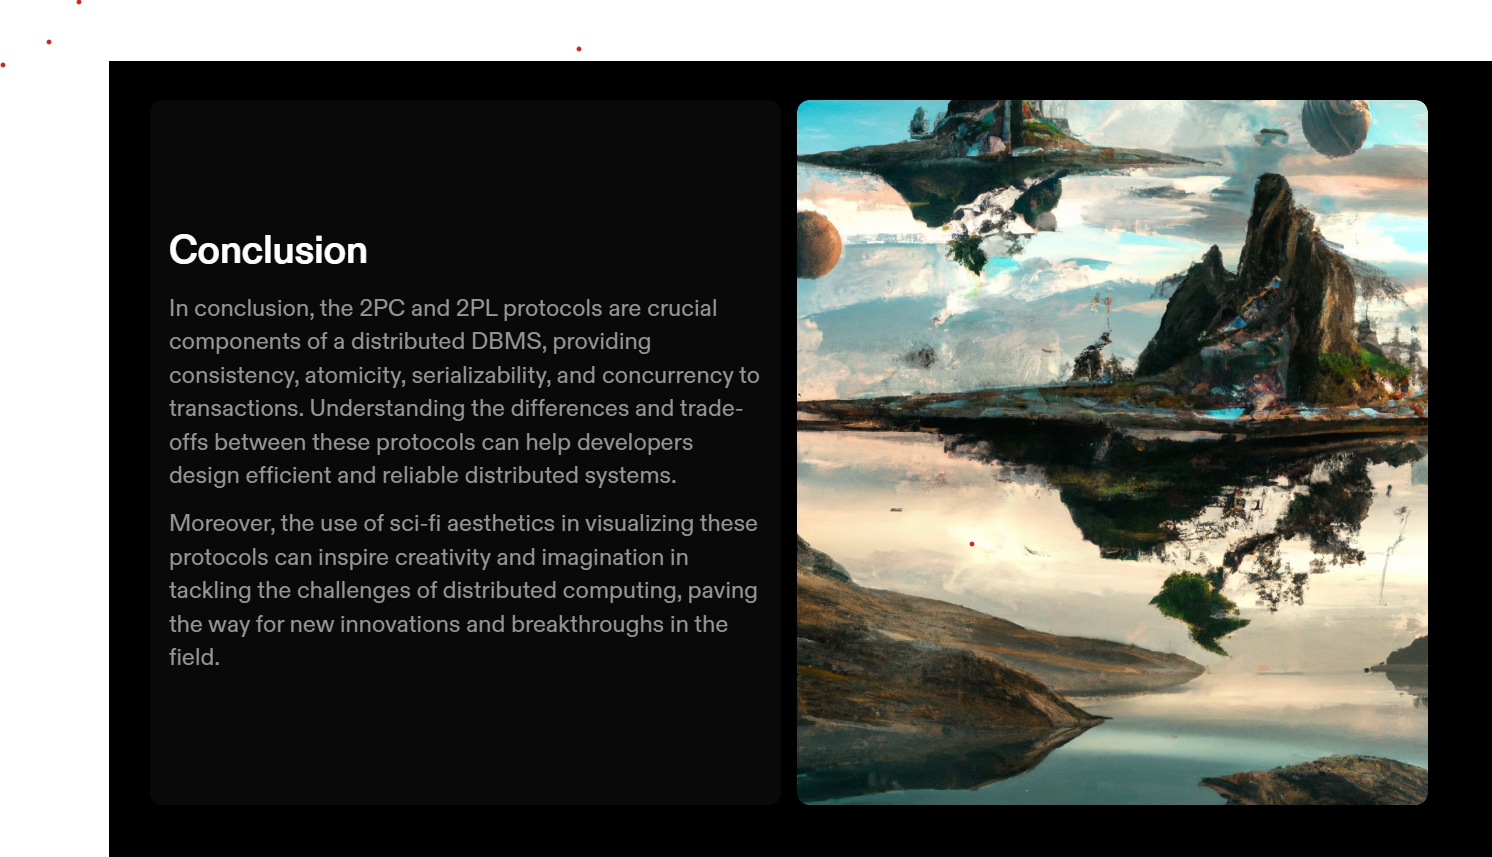 Conclusion
In conclusion, the 2PC and 2PL protocols are crucial
components of a distributed DBMS, providing
consistency, atomicity, serializability, and concurrency to
transactions. Understanding the differences and trade-
offs between these protocols can help developers
design efficient and reliable distributed systems.
Moreover, the use of sci-fi aesthetics in visualizing these
protocols can inspire creativity and imagination in
tackling the challenges of distributed computing, paving
the way for new innovations and breakthroughs in the
field.